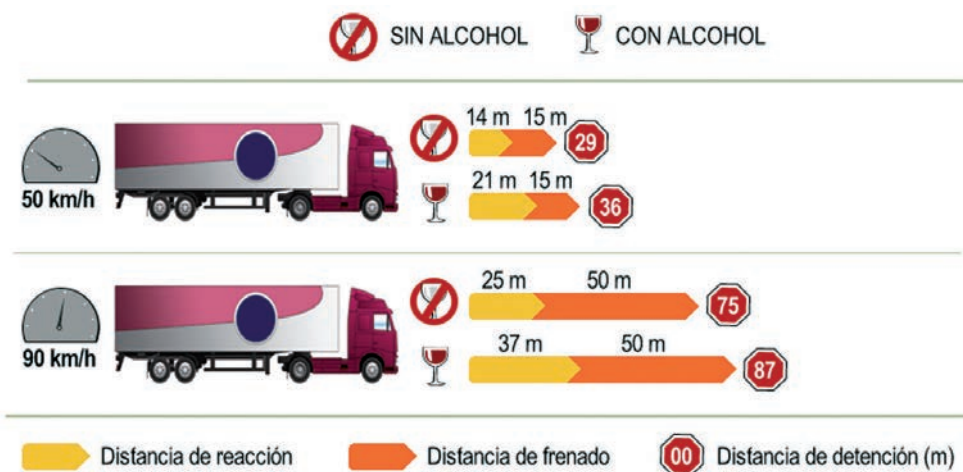 SIN ALCOHOL CON ALCOHOL
14 m 15 m
29
50 km/h
21 m 15 m
36
25 m 50 m
75
90 km/h
37 m 50 m
87
Distancia de reacción 00 Distancia de frenado Distancia de detención (m)